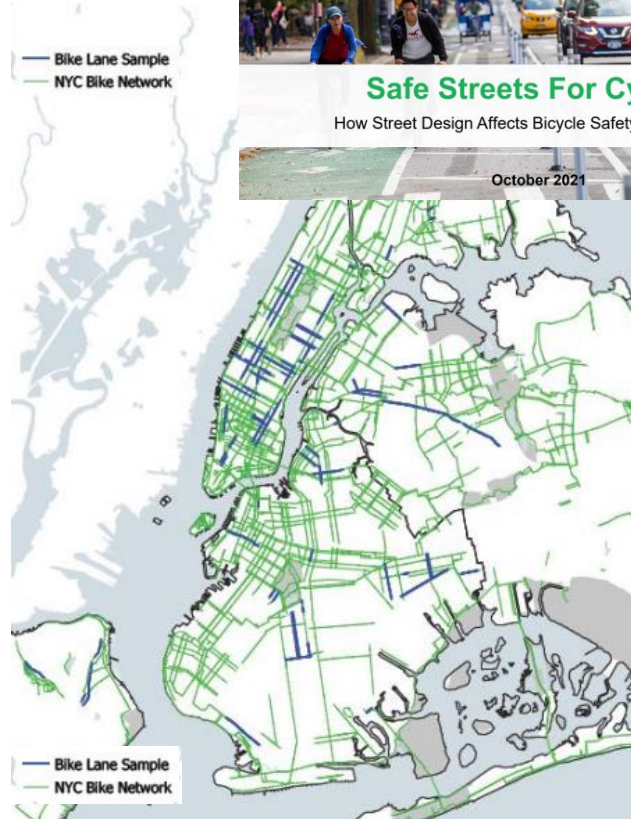 Bike Lane Sample
NYC Bike Network
Safe Streets For Cy
How Street Design Affects Bicycle Safety
October 2021
Bike Lane Sample
NYC Bike Network